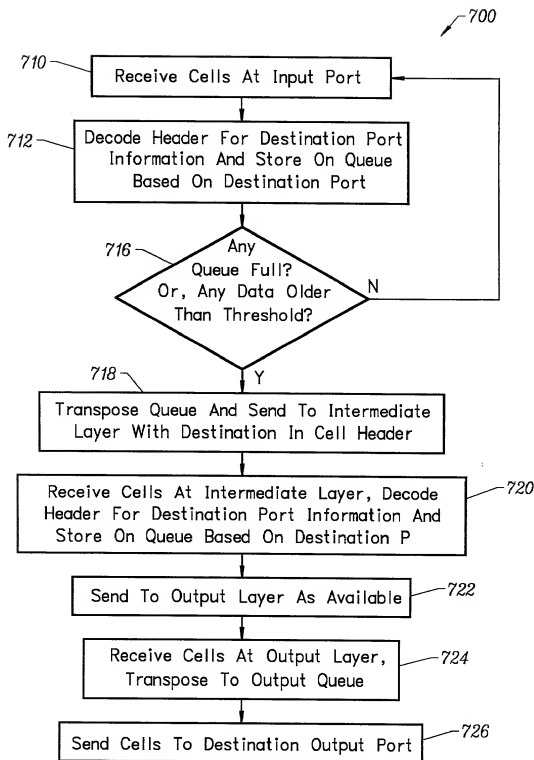 700
710
Receive Cells At Input Port
712
Decode Header For Destination Port
Information And Store On Queue
Based On Destination Port
716
Any
Queue Full?
Or, Any Data Older
Than Threshold?
N
Y
718
Transpose Queue And Send To Intermediate
Layer With Destination In Cell Header
Receive Cells At Intermediate Layer, Decode
Header For Destination Port Information And
Store On Queue Based On Destination P
720
Send To Output Layer As Available
722
Receive Cells At Output Layer,
Transpose To Output Queue
724
Send Cells To Destination Output Port
726